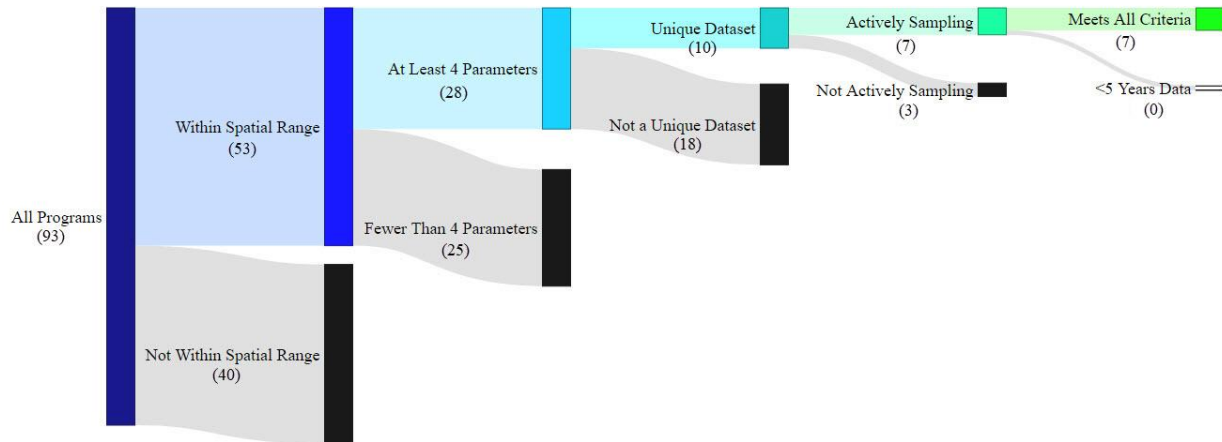 All Programs
(93)
Within Spatial Range
(53)
Not Within Spatial Range
(40)
At Least 4 Parameters
(28)
Fewer Than 4 Parameters
(25)
Unique Dataset
(10)
Not a Unique Dataset
(18)
Actively Sampling
(7)
Not Actively Sampling
(3)
Meets All Criteria
(7)
<5 Years Data
(0)